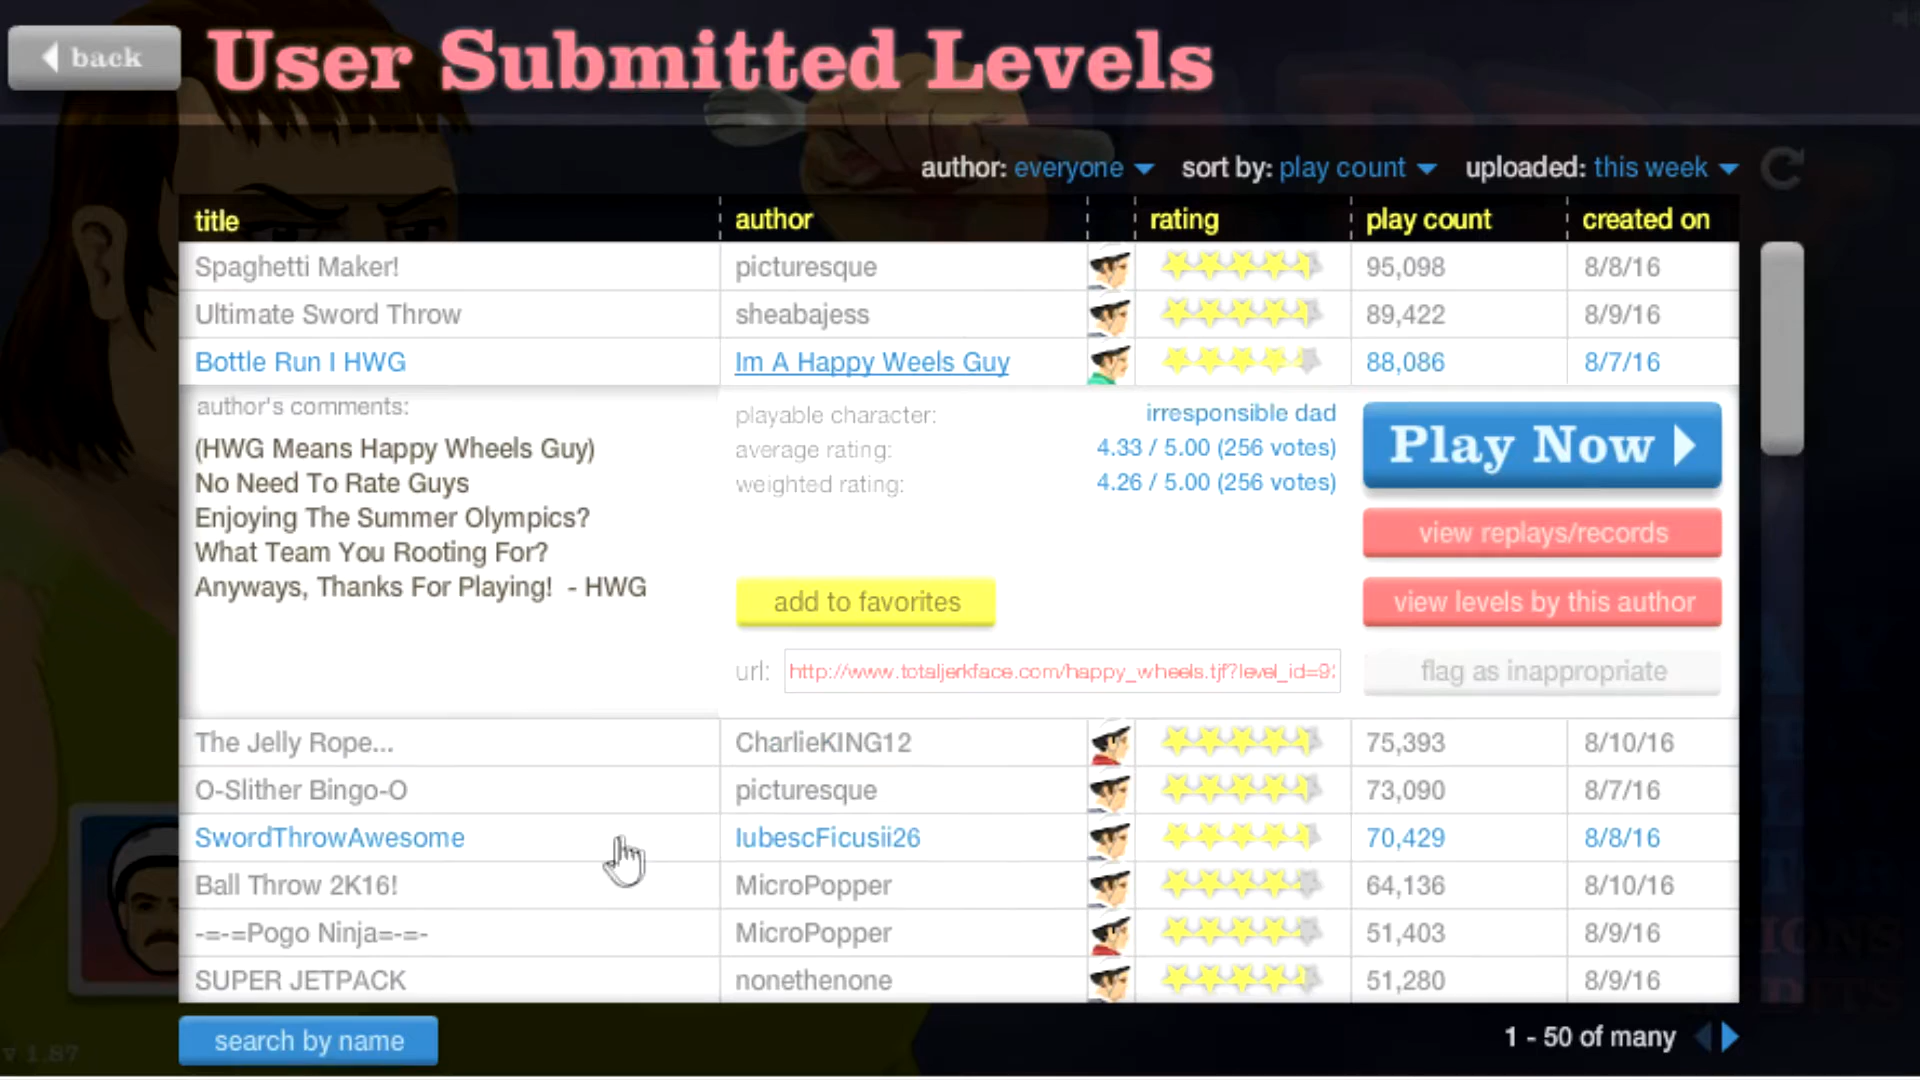 back
User Submitted Levels
author: everyone sort by: play count uploaded: this week
title author rating play count created on
Spaghetti Maker! picturesque 95,098 8/8/16
Ultimate Sword Throw sheabajess 89,422 8/9/16
Bottle Run I HWG Im A Happy Weels Guy 88,086 8/7/16
author's comments:
(HWG Means Happy Wheels Guy)
No Need To Rate Guys
Enjoying The Summer Olympics?
What Team You Rooting For?
Anyways, Thanks For Playing! - HWG
playable character: irresponsible dad
average rating: 4.33 / 5.00 (256 votes)
weighted rating: 4.26 / 5.00 (256 votes)
add to favorites
url: http://www.totaljerkface.com/happy_wheels.tjf?level_id=9
Play Now
view replays/records
view levels by this author
flag as inappropriate
The Jelly Rope... CharlieKING12 75,393 8/10/16
O-Slither Bingo-O picturesque 73,090 8/7/16
SwordThrowAwesome IubescFicusii26 70,429 8/8/16
Ball Throw 2K16! MicroPopper 64,136 8/10/16
-=-=Pogo Ninja=-=- MicroPopper 51,403 8/9/16
SUPER JETPACK nonethenone 51,280 8/9/16
search by name
1 - 50 of many
v 1.87